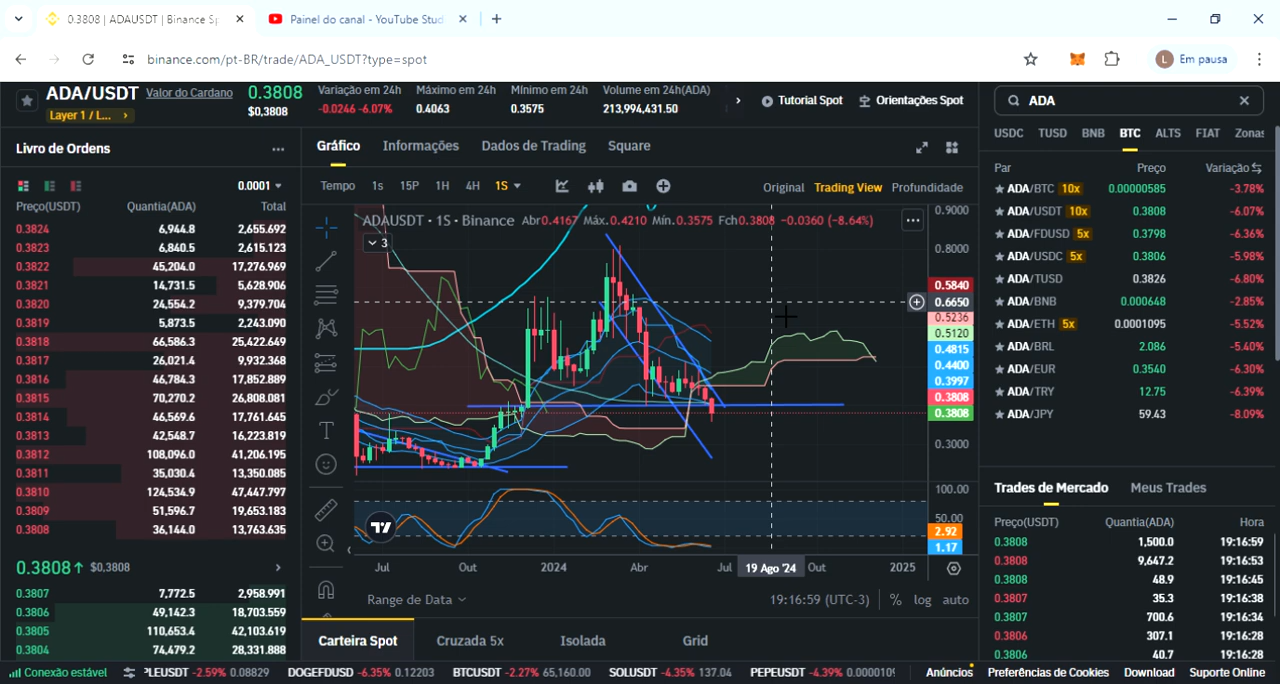 0.3808 | ADAUSDT | Binance Sp
Painel do canal - YouTube Stud
binance.com/pt-BR/trade/ADA_USDT?type=spot
L
Em pausa
ADA/USDT
Valor do Cardano
Layer 1 / L...
0.3808
$0,3808
Variação em 24h
-0.0246 -6.07%
Máximo em 24h
0.4063
Mínimo em 24h
0.3575
Volume em 24h(ADA)
213,994,431.50
Tutorial Spot
Orientações Spot
ADA
USDC TUSD BNB BTC ALTS FIAT Zonas
Livro de Ordens
Gráfico Informações Dados de Trading Square
0.0001
Tempo 1s 15P 1H 4H 1S
Original Trading View Profundidade
Preço(USDT) Quantia(ADA) Total
0.3824 6,944.8 2,655.692
0.3823 6,840.5 2,615.123
0.3822 45,204.0 17,276.969
0.3821 14,731.5 5,628.906
0.3820 24,554.2 9,379.704
0.3819 5,873.5 2,243.090
0.3818 66,586.3 25,422.649
0.3817 26,021.4 9,932.368
0.3816 46,784.3 17,852.889
0.3815 70,270.2 26,808.081
0.3814 46,569.6 17,761.645
0.3813 42,548.7 16,223.819
0.3812 108,096.0 41,206.195
0.3811 35,030.4 13,350.085
0.3810 124,534.9 47,447.797
0.3809 51,596.7 19,653.183
0.3808 36,144.0 13,763.635
0.3808 $0,3808
0.3807 7,772.5 2,958.991
0.3806 49,142.3 18,703.559
0.3805 110,653.4 42,103.619
0.3804 74,479.2 28,331.888
ADAUSDT · 1S · Binance Abr0.4167 Máx.0.4210 Mín.0.3575 Fch0.3808 −0.0360 (−8.64%)
3
0.9000
0.8000
0.5840
0.6650
0.5236
0.5120
0.4815
0.4400
0.3997
0.3808
0.3808
0.3000
100.00
50.00
2.92
1.17
Jul Out 2024 Abr Jul 19 Ago '24 Out 2025
Range de Data
19:16:59 (UTC-3)
% log auto
Carteira Spot Cruzada 5x Isolada Grid
Par Preço Variação
ADA/BTC 10x 0.00000585 -3.78%
ADA/USDT 10x 0.3808 -6.07%
ADA/FDUSD 5x 0.3798 -6.36%
ADA/USDC 5x 0.3806 -5.98%
ADA/TUSD 0.3826 -6.80%
ADA/BNB 0.000648 -2.85%
ADA/ETH 5x 0.0001095 -5.52%
ADA/BRL 2.086 -5.40%
ADA/EUR 0.3540 -6.30%
ADA/TRY 12.75 -6.39%
ADA/JPY 59.43 -8.09%
Trades de Mercado Meus Trades
Preço(USDT) Quantia(ADA) Hora
0.3808 1,500.0 19:16:59
0.3808 9,647.2 19:16:53
0.3808 48.9 19:16:45
0.3807 35.3 19:16:38
0.3807 700.6 19:16:34
0.3806 307.1 19:16:28
0.3806 40.7 19:16:28
Conexão estável
PLEUSDT -2.59% 0.08829 DOGEFDUSD -6.35% 0.12203 BTCUSDT -2.27% 65,160.00 SOLUSDT -4.35% 137.04 PEPEUSDT -4.39% 0.0000109
Anúncios Preferências de Cookies Download Suporte Online